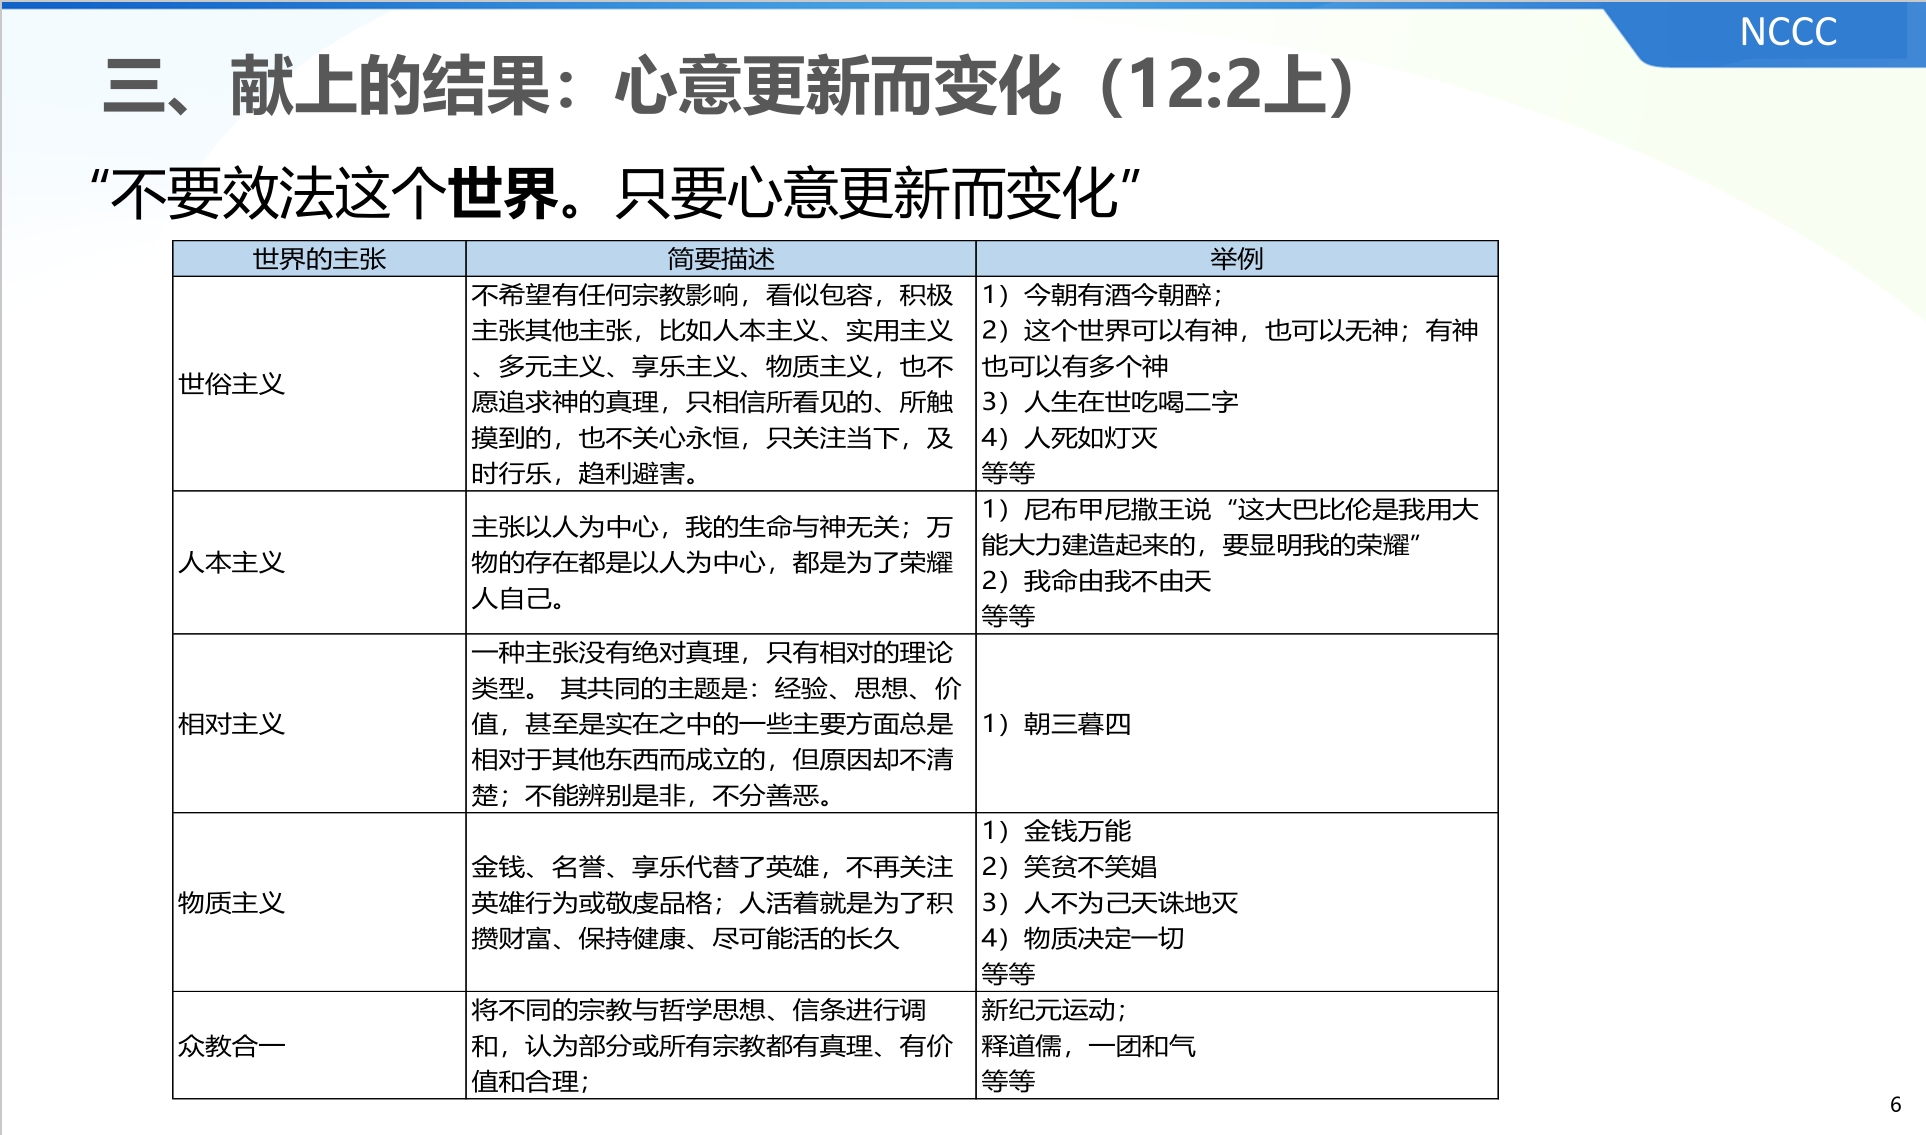 NCCC
三、献上的结果：心意更新而变化（12:2上）
“不要效法这个世界。只要心意更新而变化”
世界的主张
简要描述
举例
世俗主义
不希望有任何宗教影响，看似包容，积极
主张其他主张，比如人本主义、实用主义
、多元主义、享乐主义、物质主义，也不
愿追求神的真理，只相信所看见的、所触
摸到的，也不关心永恒，只关注当下，及
时行乐，趋利避害。
1）今朝有酒今朝醉；
2）这个世界可以有神，也可以无神；有神
也可以有多个神
3）人生在世吃喝二字
4）人死如灯灭
等等
人本主义
主张以人为中心，我的生命与神无关；万
物的存在都是以人为中心，都是为了荣耀
人自己。
1）尼布甲尼撒王说“这大巴比伦是我用大
能大力建造起来的，要显明我的荣耀”
2）我命由我不由天
等等
相对主义
一种主张没有绝对真理，只有相对的理论
类型。 其共同的主题是：经验、思想、价
值，甚至是实在之中的一些主要方面总是
相对于其他东西而成立的，但原因却不清
楚；不能辨别是非，不分善恶。
1）朝三暮四
物质主义
金钱、名誉、享乐代替了英雄，不再关注
英雄行为或敬虔品格；人活着就是为了积
攒财富、保持健康、尽可能活的长久
1）金钱万能
2）笑贫不笑娼
3）人不为己天诛地灭
4）物质决定一切
等等
众教合一
将不同的宗教与哲学思想、信条进行调
和，认为部分或所有宗教都有真理、有价
值和合理；
新纪元运动；
释道儒，一团和气
等等
6